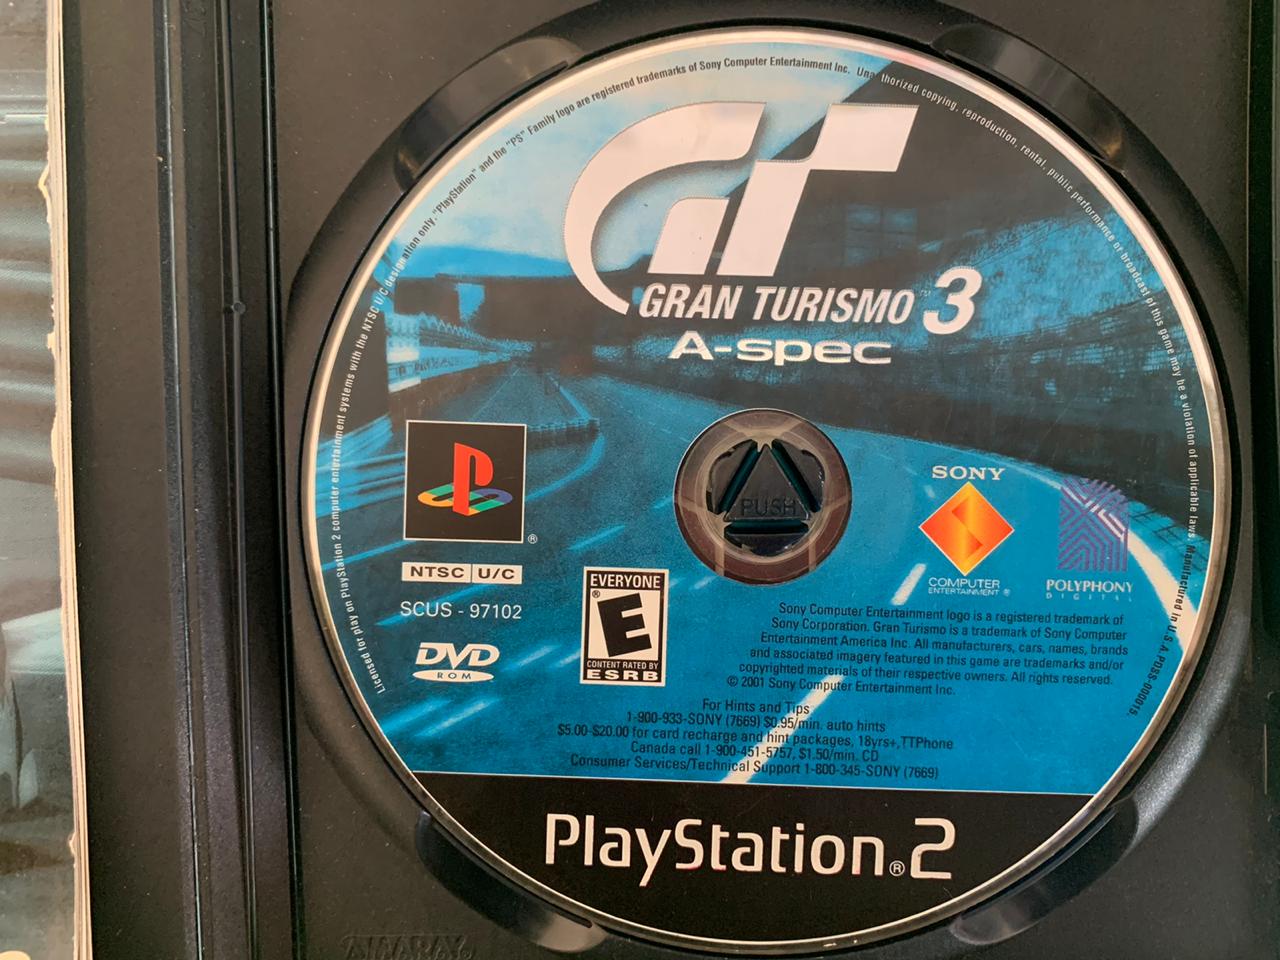 Licensed for play on PlayStation 2 computer entertainment systems with the NTSC U/C designation only. "PlayStation" and the "PS" Family logo are registered trademarks of Sony Computer Entertainment Inc. Una thorized copying, reproduction, rental, public performance or broadcast of this game may be a violation of applicable laws. Manufactured in U.S.A. PDSS-000015.
GT
GRAN TURISMO™ 3
A-spec
PUSH
SONY
COMPUTER
ENTERTAINMENT®
POLYPHONY
DIGITAL
®
NTSC U/C
SCUS - 97102
DVD
ROM
EVERYONE
®
E
CONTENT RATED BY
ESRB
Sony Computer Entertainment logo is a registered trademark of
Sony Corporation. Gran Turismo is a trademark of Sony Computer
Entertainment America Inc. All manufacturers, cars, names, brands
and associated imagery featured in this game are trademarks and/or
copyrighted materials of their respective owners. All rights reserved.
© 2001 Sony Computer Entertainment Inc.
For Hints and Tips
1-900-933-SONY (7669) $0.95/min. auto hints
$5.00-$20.00 for card recharge and hint packages, 18yrs+,TTPhone
Canada call 1-900-451-5757, $1.50/min. CD
Consumer Services/Technical Support 1-800-345-SONY (7669)
PlayStation®2
AMARAY